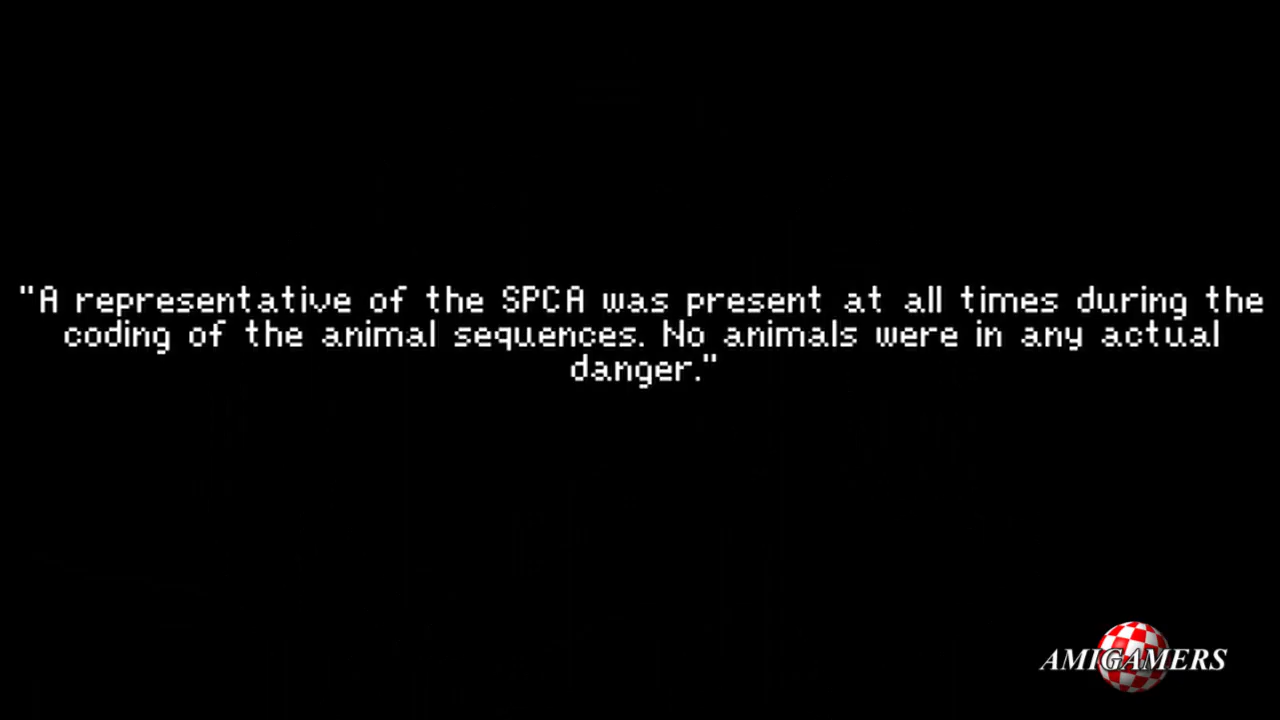 "A representative of the SPCA was present at all times during the
coding of the animal sequences. No animals were in any actual
danger."
AMIGAMERS